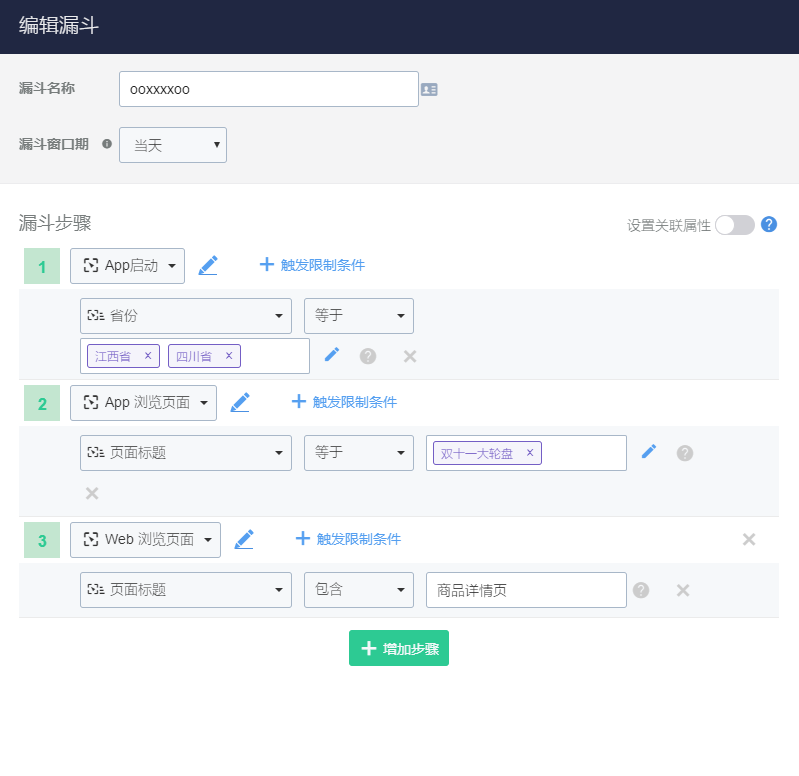 编辑漏斗
漏斗名称 ooxxxxoo
漏斗窗口期 当天
漏斗步骤 设置关联属性
1 App启动 触发限制条件
省份 等于
江西省 × 四川省 ×
2 App 浏览页面 触发限制条件
页面标题 等于 双十一大轮盘 ×
3 Web 浏览页面 触发限制条件
页面标题 包含 商品详情页
增加步骤